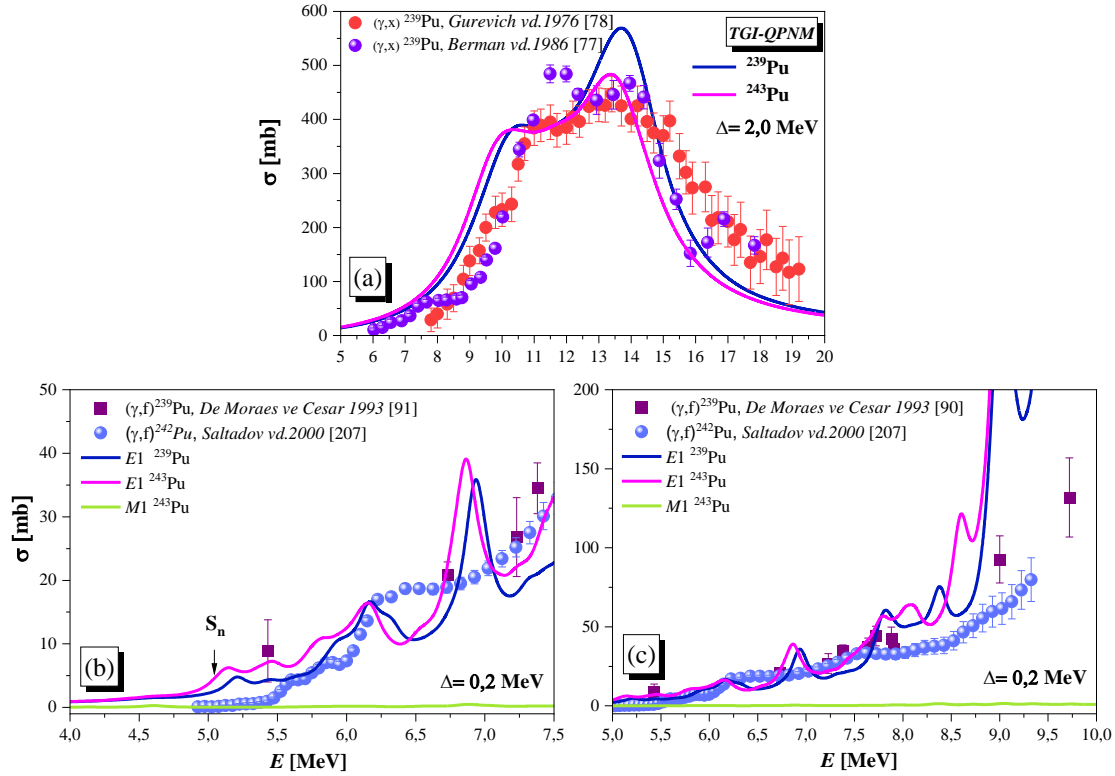 (γ,x) ²³⁹Pu, Gurevich vd.1976 [78]
(γ,x) ²³⁹Pu, Berman vd.1986 [77]
TGI-QPNM
²³⁹Pu
²⁴³Pu
Δ= 2,0 MeV
σ [mb]
600
500
400
300
200
100
0
(a)
5 6 7 8 9 10 11 12 13 14 15 16 17 18 19 20
(γ,f)²³⁹Pu, De Moraes ve Cesar 1993 [91]
(γ,f)²⁴²Pu, Saltadov vd.2000 [207]
E1 ²³⁹Pu
E1 ²⁴³Pu
M1 ²⁴³Pu
Sₙ
σ [mb]
50
40
30
20
10
0
(b)
Δ= 0,2 MeV
4,0 4,5 5,0 5,5 6,0 6,5 7,0 7,5
E [MeV]
(γ,f)²³⁹Pu, De Moraes ve Cesar 1993 [90]
(γ,f)²⁴²Pu, Saltadov vd.2000 [207]
E1 ²³⁹Pu
E1 ²⁴³Pu
M1 ²⁴³Pu
200
150
100
50
0
(c)
Δ= 0,2 MeV
5,0 5,5 6,0 6,5 7,0 7,5 8,0 8,5 9,0 9,5 10,0
E [MeV]